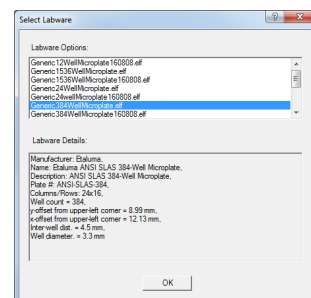 Select Labware
Labware Options:
Generic12WellMicroplate160808.elf
Generic1536WellMicroplate.elf
Generic1536WellMicroplate160808.elf
Generic24WellMicroplate.elf
Generic24wellMicroplate160808.elf
Generic384WellMicroplate.elf
Generic384WellMicroplate160808.elf
Labware Details:
Manufacturer: Etaluma,
Name: Etaluma ANSI SLAS 384-Well Microplate,
Description: ANSI SLAS 384-Well Microplate,
Plate #: ANSI-SLAS-384,
Columns/Rows: 24x16,
Well count = 384,
y-offset from upper-left corner = 8.99 mm,
x-offset from upper-left corner = 12.13 mm,
Inter-well dist. = 4.5 mm,
Well diameter. = 3.3 mm
OK